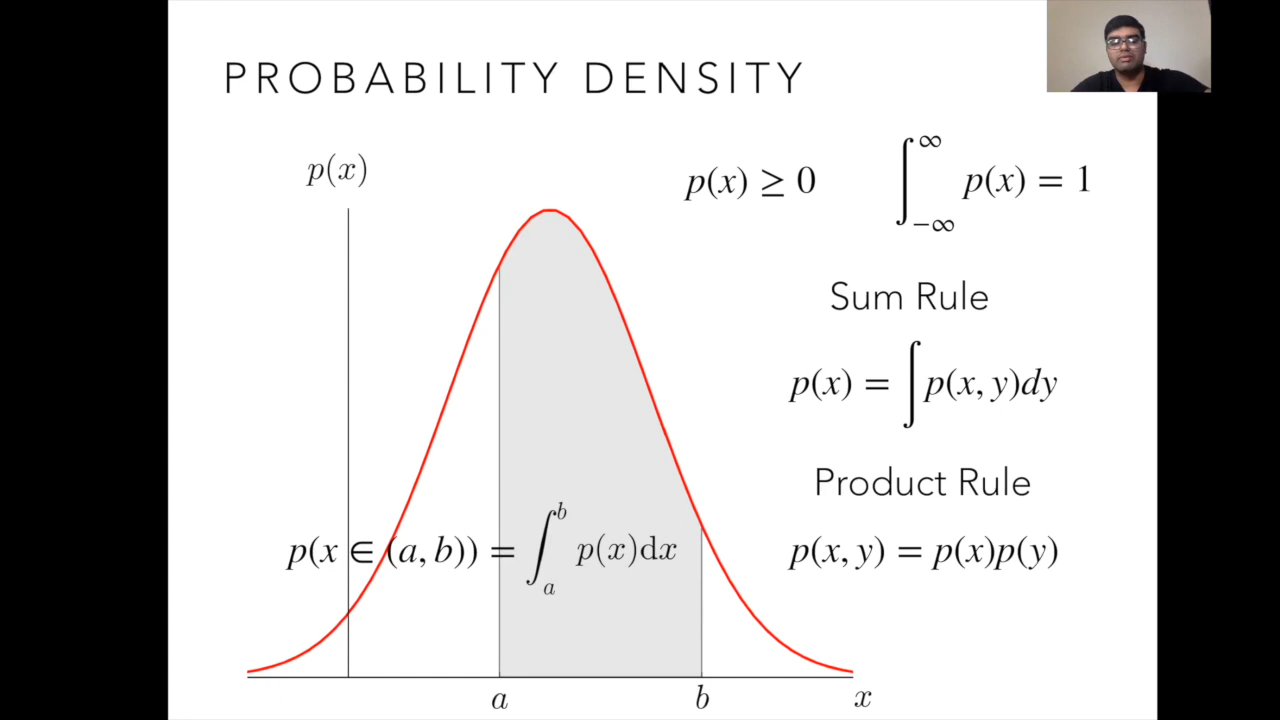 PROBABILITY DENSITY
p(x)
p(x) ≥ 0
∫_{-∞}^{∞} p(x) = 1
Sum Rule
p(x) = ∫ p(x, y)dy
Product Rule
p(x ∈ (a, b)) = ∫_a^b p(x)dx
p(x, y) = p(x)p(y)
a
b
x